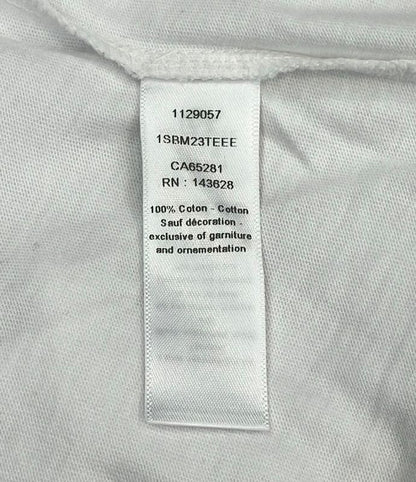 1129057
1SBM23TEEE
CA65281
RN : 143628
100% Coton - Cotton
Sauf décoration -
exclusive of garniture
and ornementation